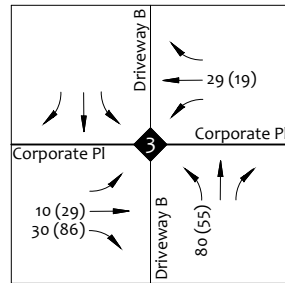 Driveway B
29 (19)
Corporate Pl
3
Corporate Pl
10 (29)
30 (86)
Driveway B
80 (55)